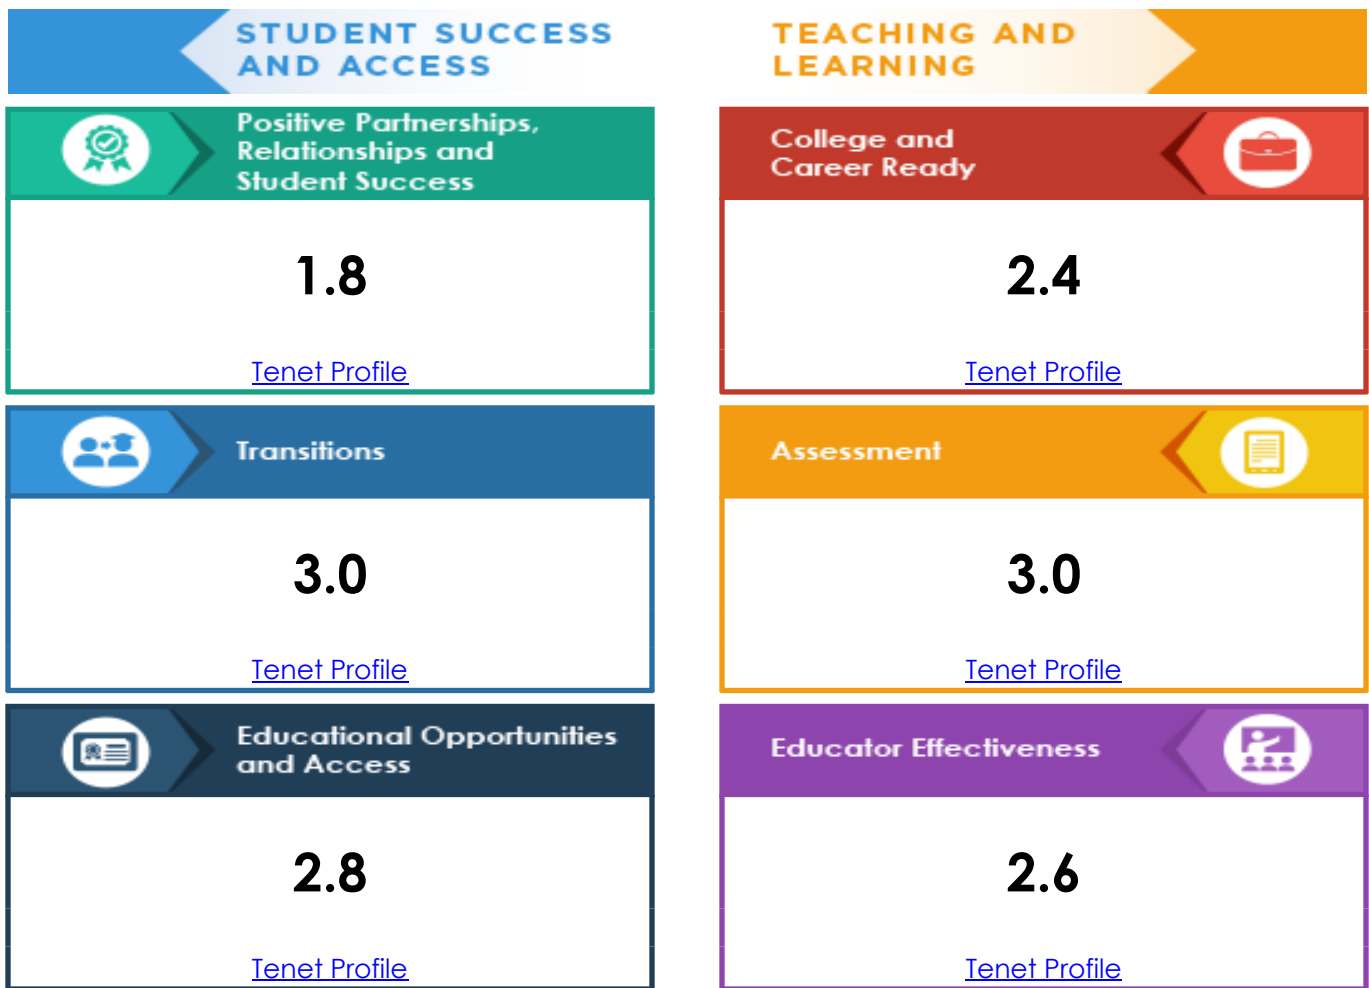 STUDENT SUCCESS
AND ACCESS
TEACHING AND
LEARNING
Positive Partnerships,
Relationships and
Student Success
1.8
Tenet Profile
College and
Career Ready
2.4
Tenet Profile
Transitions
3.0
Tenet Profile
Assessment
3.0
Tenet Profile
Educational Opportunities
and Access
2.8
Tenet Profile
Educator Effectiveness
2.6
Tenet Profile